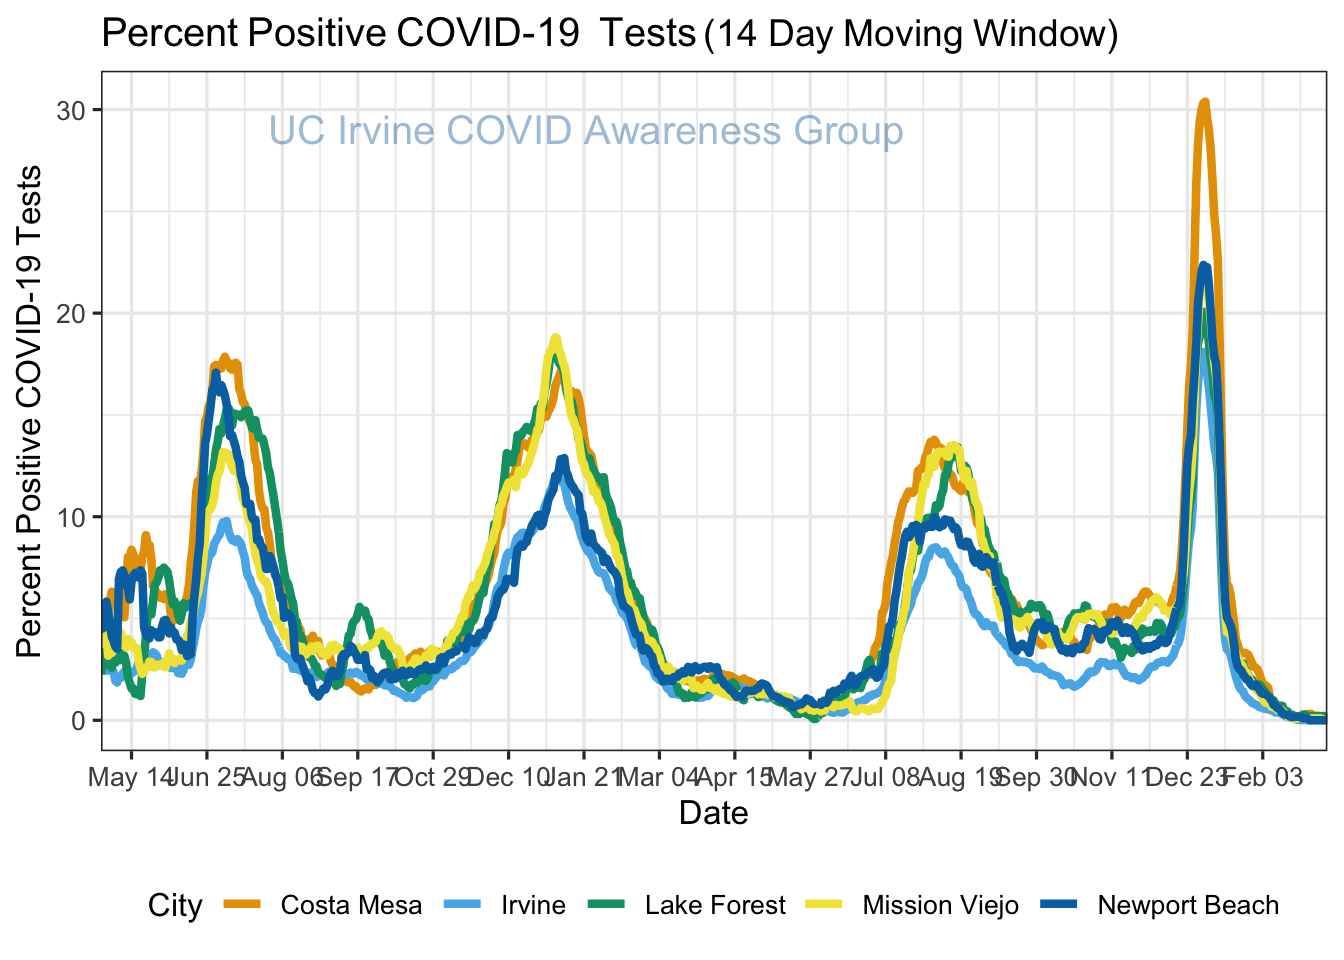 Percent Positive COVID-19 Tests (14 Day Moving Window)
UC Irvine COVID Awareness Group
Percent Positive COVID-19 Tests
30
20
10
0
May 14 Jun 25 Aug 06 Sep 17 Oct 29 Dec 10 Jan 21 Mar 04 Apr 15 May 27 Jul 08 Aug 19 Sep 30 Nov 11 Dec 23 Feb 03
Date
City Costa Mesa Irvine Lake Forest Mission Viejo Newport Beach